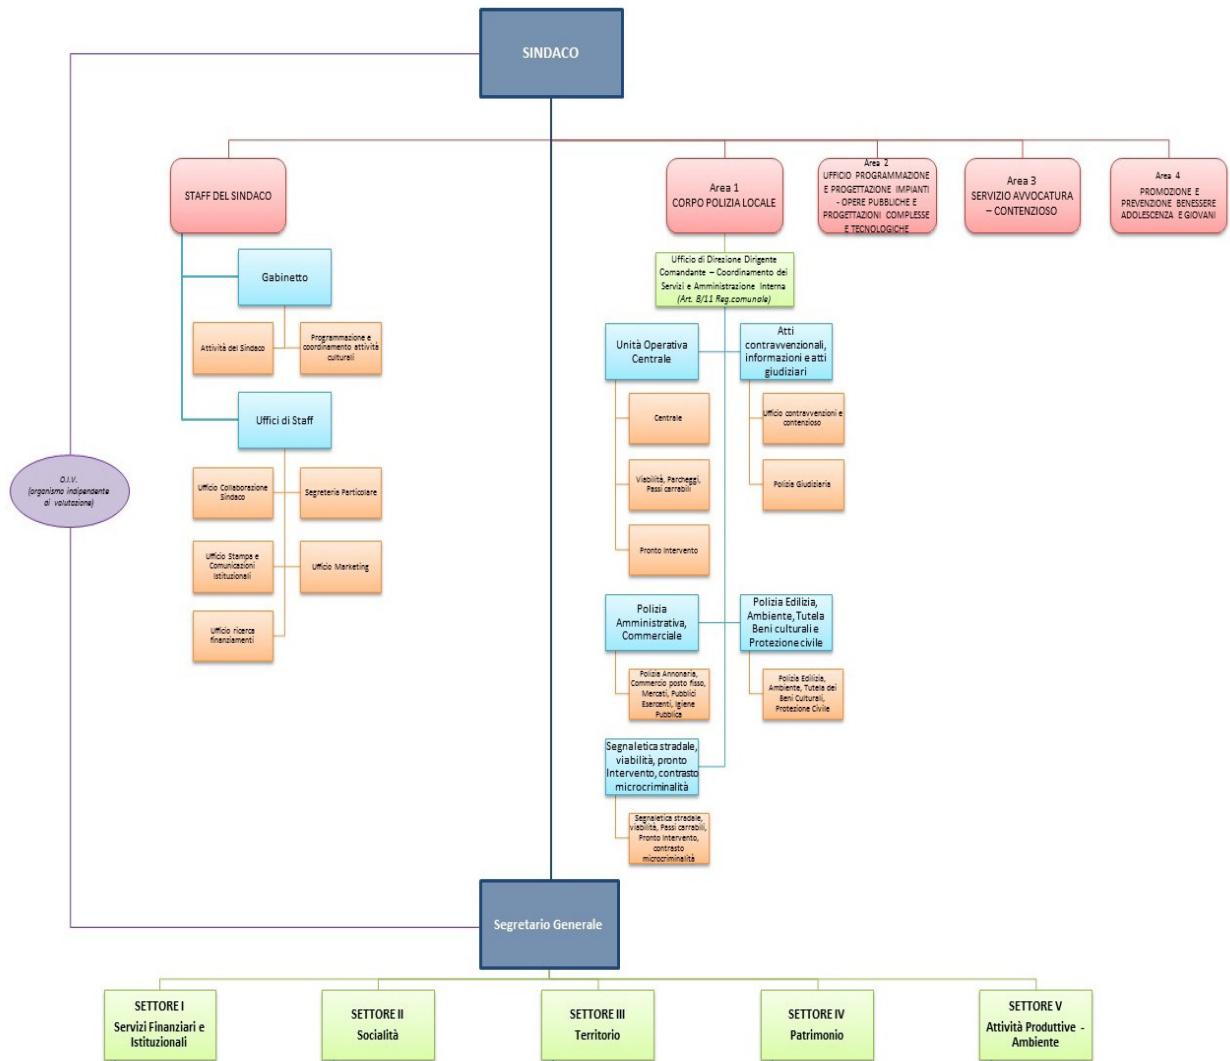 SINDACO
STAFF DEL SINDACO
Area 1
CORPO POLIZIA LOCALE
Area 2
UFFICIO PROGRAMMAZIONE
E PROGETTAZIONE IMPIANTI
- OPERE PUBBLICHE E
PROGETTAZIONI COMPLESSE
E TECNOLOGICHE
Area 3
SERVIZIO AVVOCATURA
– CONTENZIOSO
Area 4
PROMOZIONE E
PREVENZIONE BENESSERE
ADOLESCENZA E GIOVANI
Gabinetto
Attività del Sindaco
Programmazione e
coordinamento attività
culturali
Uffici di Staff
Ufficio Collaborazione
Sindaco
Segreteria Particolare
Ufficio Stampa e
Comunicazioni
Istituzionali
Ufficio Marketing
Ufficio ricerca
finanziamenti
O.I.V.
(organismo indipendente
di valutazione)
Ufficio di Direzione Dirigente
Comandante – Coordinamento dei
Servizi e Amministrazione Interna
(Art. 8/11 Reg.comunale)
Unità Operativa
Centrale
Atti
contravvenzionali,
informazioni e atti
giudiziari
Centrale
Viabilità, Parcheggi,
Passi carrabili
Pronto Intervento
Ufficio contravvenzioni e
contenzioso
Polizia Giudiziaria
Polizia
Amministrativa,
Commerciale
Polizia Edilizia,
Ambiente, Tutela
Beni culturali e
Protezione civile
Polizia Annonaria,
Commercio posto fisso,
Mercati, Pubblici
Esercenti, Igiene
Pubblica
Polizia Edilizia,
Ambiente, Tutela dei
Beni Culturali,
Protezione Civile
Segnaletica stradale,
viabilità, pronto
Intervento, contrasto
microcriminalità
Segnaletica stradale,
viabilità, Passi carrabili,
Pronto Intervento,
contrasto
microcriminalità
Segretario Generale
SETTORE I
Servizi Finanziari e
Istituzionali
SETTORE II
Socialità
SETTORE III
Territorio
SETTORE IV
Patrimonio
SETTORE V
Attività Produttive -
Ambiente